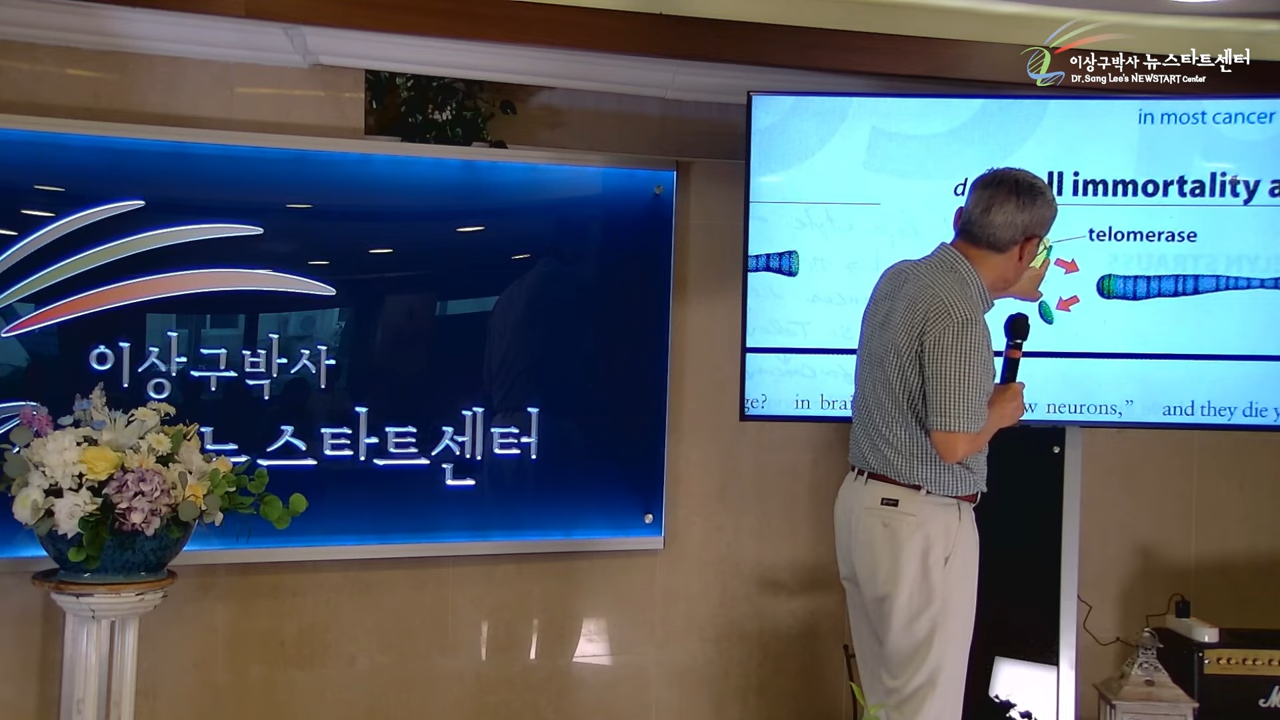 이상구박사 뉴스타트센터
Dr. Sang Lee's NEWSTART Center
이상구박사
뉴스타트센터
in most cancer
ll immortality a
telomerase
ge? in brai w neurons,” and they die y